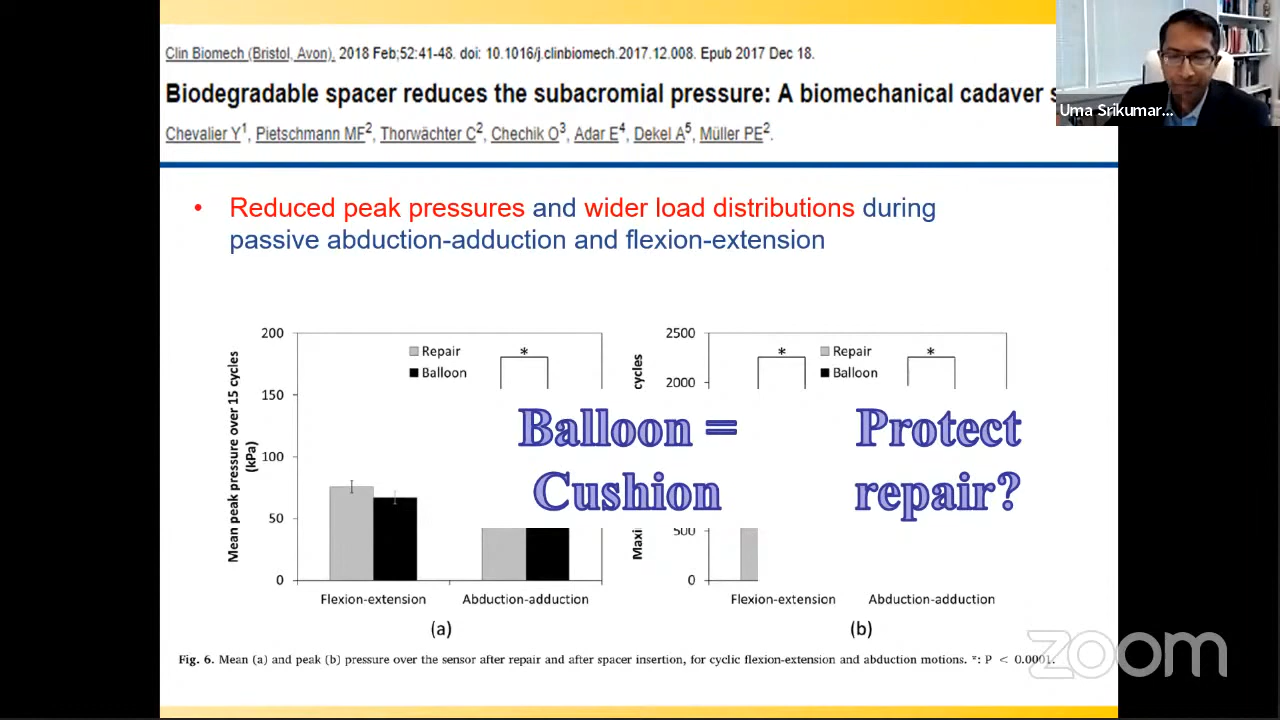 Clin Biomech (Bristol, Avon), 2018 Feb;52:41-48. doi: 10.1016/j.clinbiomech.2017.12.008. Epub 2017 Dec 18.
Biodegradable spacer reduces the subacromial pressure: A biomechanical cadaver s
Chevalier Y1, Pietschmann MF2, Thorwächter C2, Chechik O3, Adar E4, Dekel A5, Müller PE2.
Uma Srikumar...
• Reduced peak pressures and wider load distributions during
passive abduction-adduction and flexion-extension
Mean peak pressure over 15 cycles
(kPa)
200
150
100
50
0
Repair
Balloon
*
Flexion-extension
Abduction-adduction
(a)
Balloon =
Cushion
Maxi
cycles
2500
2000
500
0
*
Repair
Balloon
*
Flexion-extension
Abduction-adduction
(b)
Protect
repair?
Fig. 6. Mean (a) and peak (b) pressure over the sensor after repair and after spacer insertion, for cyclic flexion-extension and abduction motions. *: P < 0.0001.
zoom